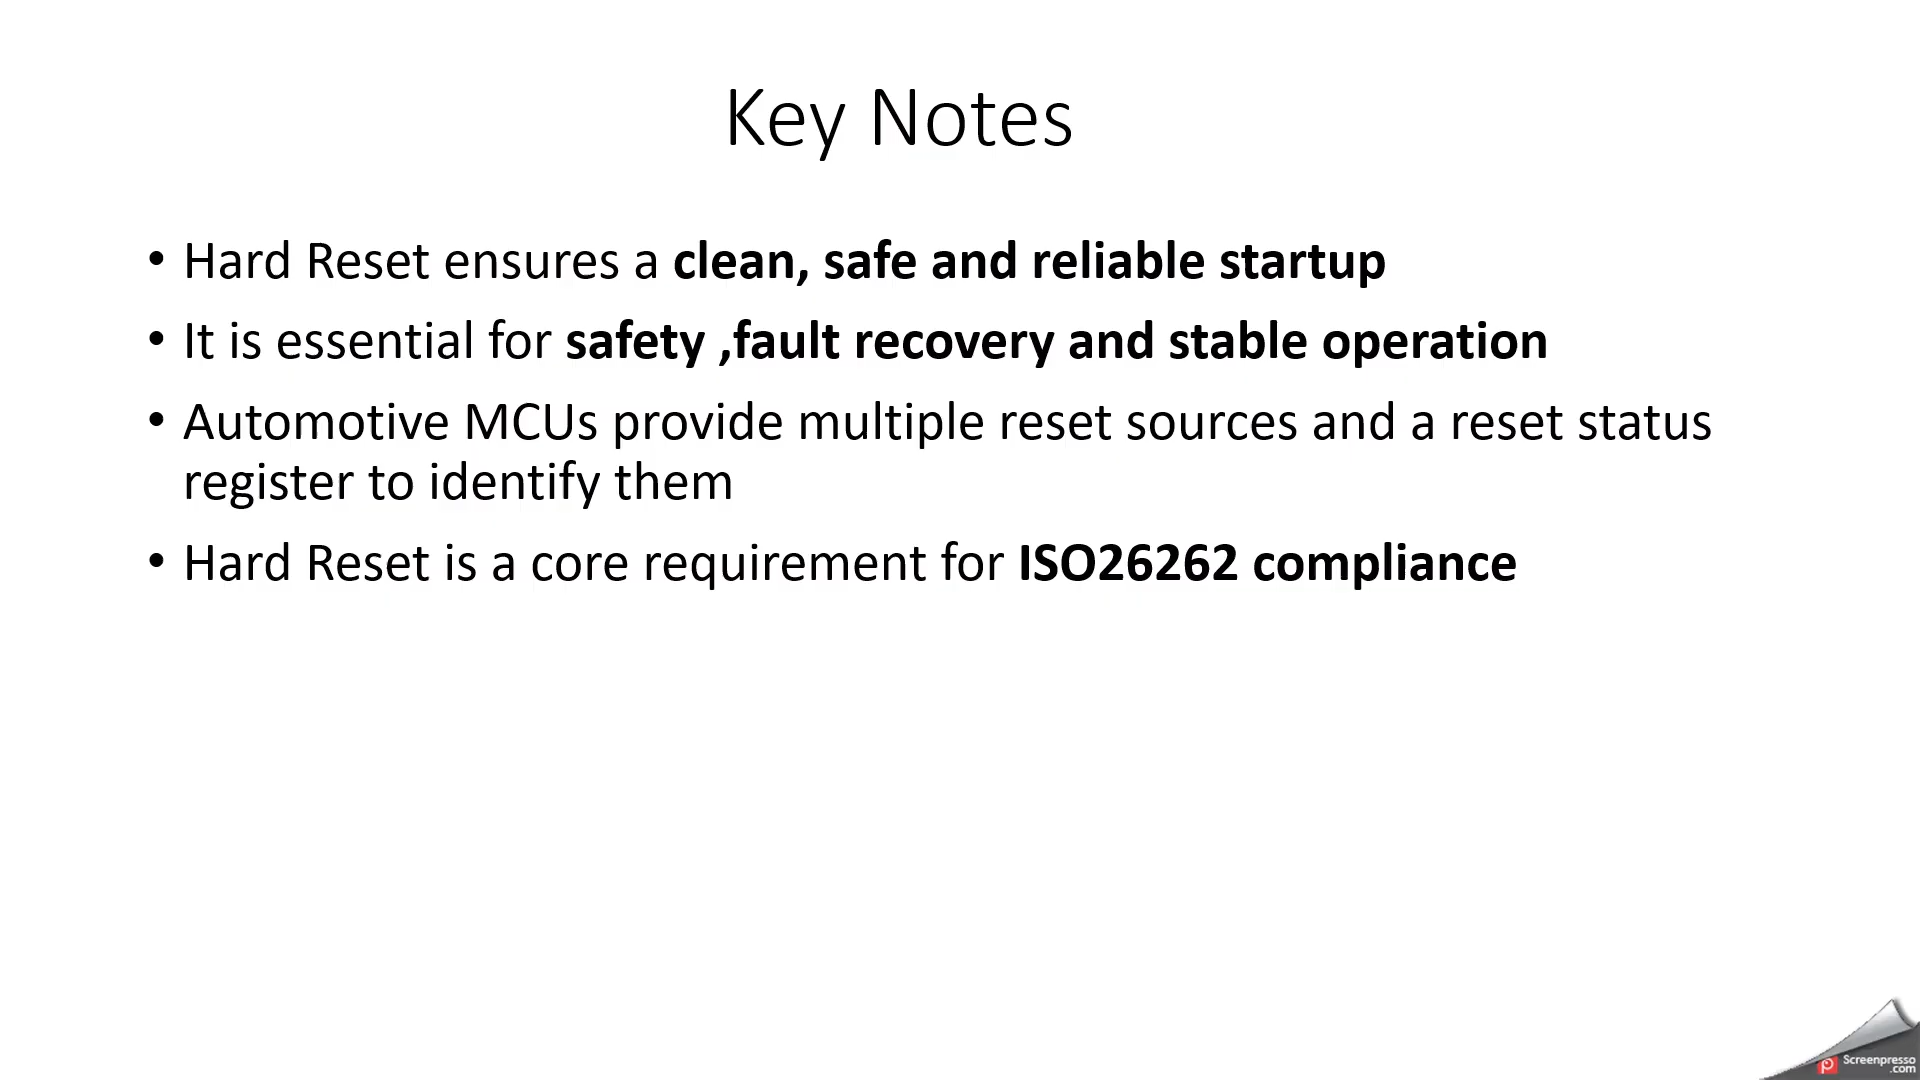 Key Notes
• Hard Reset ensures a clean, safe and reliable startup
• It is essential for safety ,fault recovery and stable operation
• Automotive MCUs provide multiple reset sources and a reset status
register to identify them
• Hard Reset is a core requirement for ISO26262 compliance
Screenpresso
.com